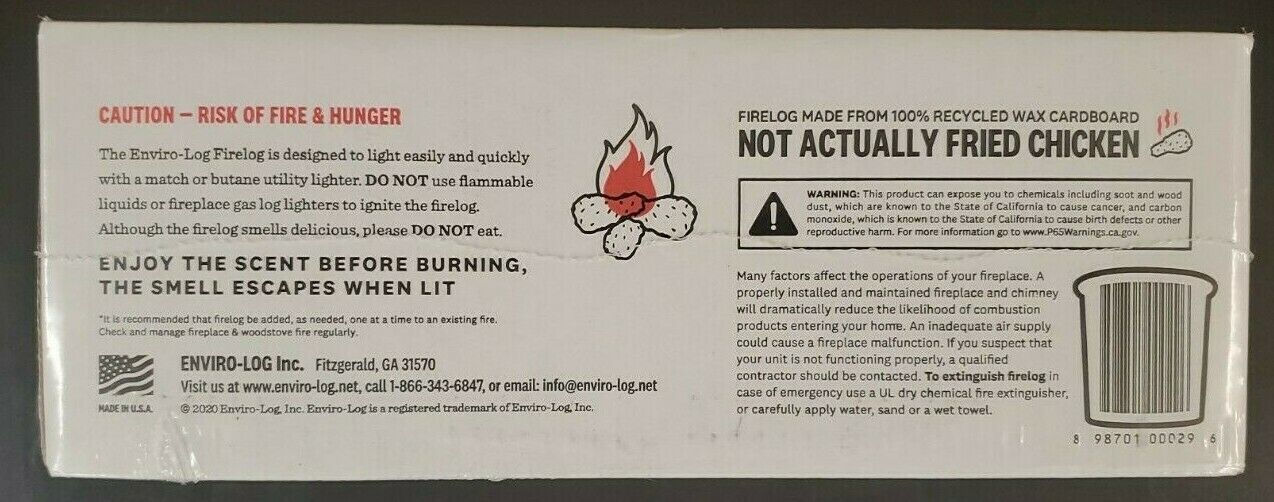 CAUTION – RISK OF FIRE & HUNGER
The Enviro-Log Firelog is designed to light easily and quickly
with a match or butane utility lighter. DO NOT use flammable
liquids or fireplace gas log lighters to ignite the firelog.
Although the firelog smells delicious, please DO NOT eat.
ENJOY THE SCENT BEFORE BURNING,
THE SMELL ESCAPES WHEN LIT
*It is recommended that firelog be added, as needed, one at a time to an existing fire.
Check and manage fireplace & woodstove fire regularly.
MADE IN U.S.A.
ENVIRO-LOG Inc. Fitzgerald, GA 31570
Visit us at www.enviro-log.net, call 1-866-343-6847, or email: info@enviro-log.net
© 2020 Enviro-Log, Inc. Enviro-Log is a registered trademark of Enviro-Log, Inc.
FIRELOG MADE FROM 100% RECYCLED WAX CARDBOARD
NOT ACTUALLY FRIED CHICKEN
WARNING: This product can expose you to chemicals including soot and wood
dust, which are known to the State of California to cause cancer, and carbon
monoxide, which is known to the State of California to cause birth defects or other
reproductive harm. For more information go to www.P65Warnings.ca.gov.
Many factors affect the operations of your fireplace. A
properly installed and maintained fireplace and chimney
will dramatically reduce the likelihood of combustion
products entering your home. An inadequate air supply
could cause a fireplace malfunction. If you suspect that
your unit is not functioning properly, a qualified
contractor should be contacted. To extinguish firelog in
case of emergency use a UL dry chemical fire extinguisher,
or carefully apply water, sand or a wet towel.
8 98701 00029 6